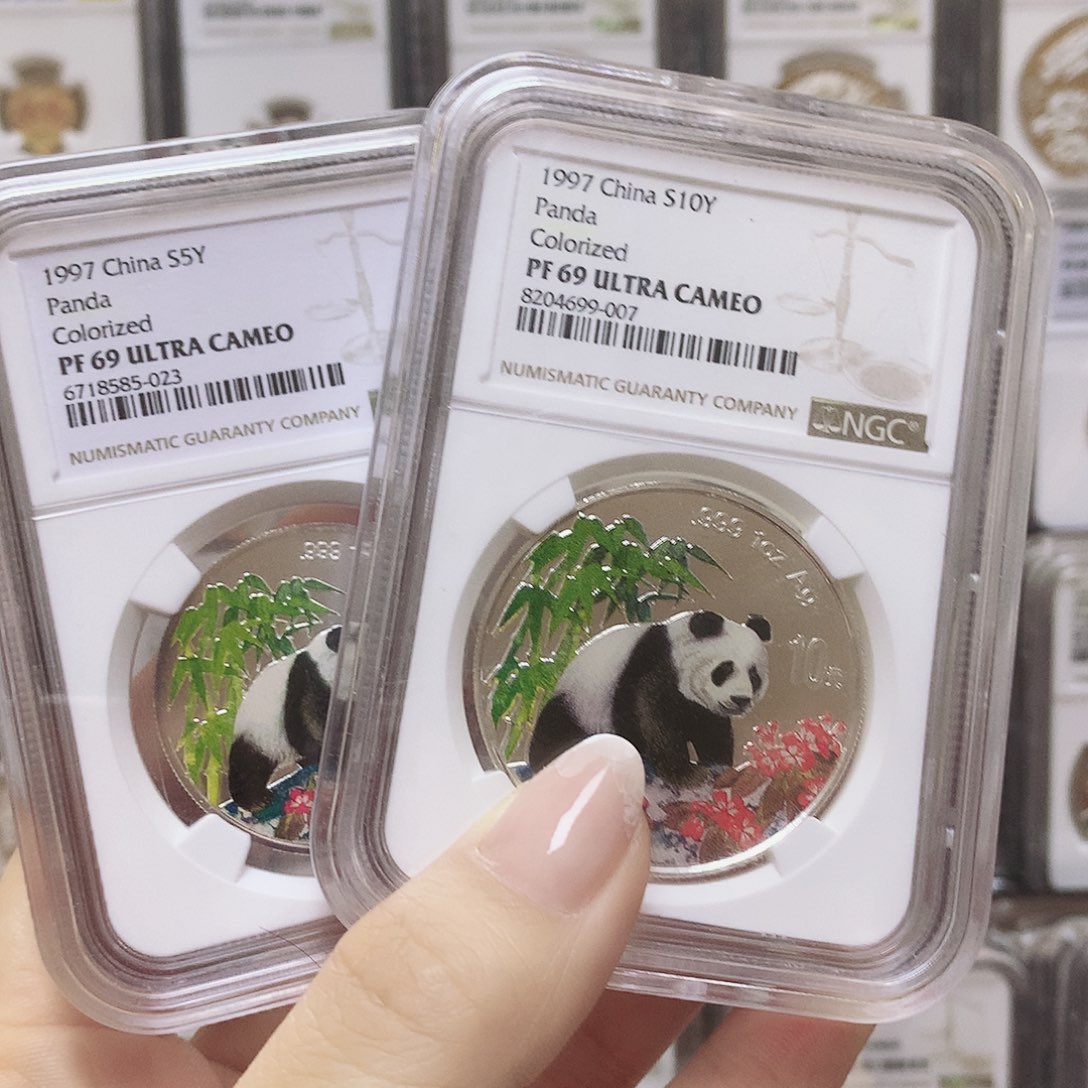 1997 China S5Y
Panda
Colorized
PF 69 ULTRA CAMEO
6718585-023
NUMISMATIC GUARANTY COMPANY
.999
1997 China S10Y
Panda
Colorized
PF 69 ULTRA CAMEO
8204699-007
NUMISMATIC GUARANTY COMPANY
NGC®
.999 1oz Ag
10元